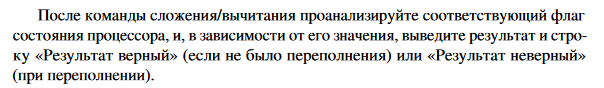 После команды сложения/вычитания проанализируйте соответствующий флаг
состояния процессора, и, в зависимости от его значения, выведите результат и стро-
ку «Результат верный» (если не было переполнения) или «Результат неверный»
(при переполнении).